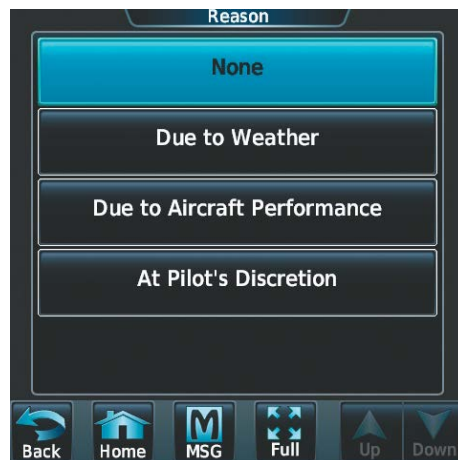 Reason
None
Due to Weather
Due to Aircraft Performance
At Pilot's Discretion
Back Home MSG Full Up Down